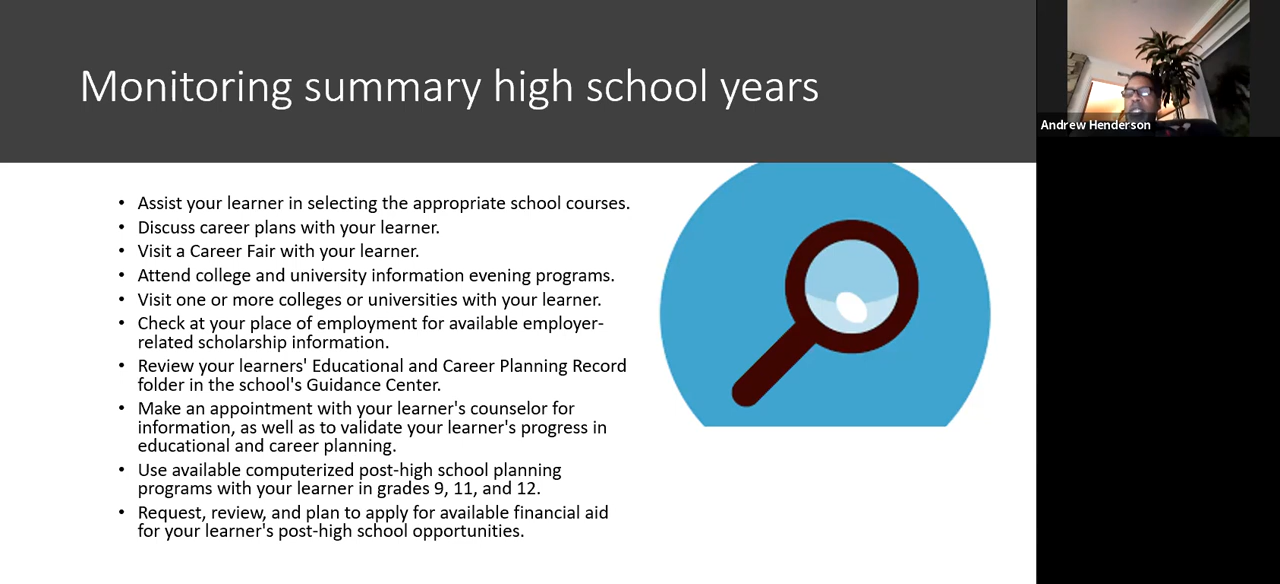 Monitoring summary high school years
Andrew Henderson
• Assist your learner in selecting the appropriate school courses.
• Discuss career plans with your learner.
• Visit a Career Fair with your learner.
• Attend college and university information evening programs.
• Visit one or more colleges or universities with your learner.
• Check at your place of employment for available employer-
related scholarship information.
• Review your learners' Educational and Career Planning Record
folder in the school's Guidance Center.
• Make an appointment with your learner's counselor for
information, as well as to validate your learner's progress in
educational and career planning.
• Use available computerized post-high school planning
programs with your learner in grades 9, 11, and 12.
• Request, review, and plan to apply for available financial aid
for your learner's post-high school opportunities.